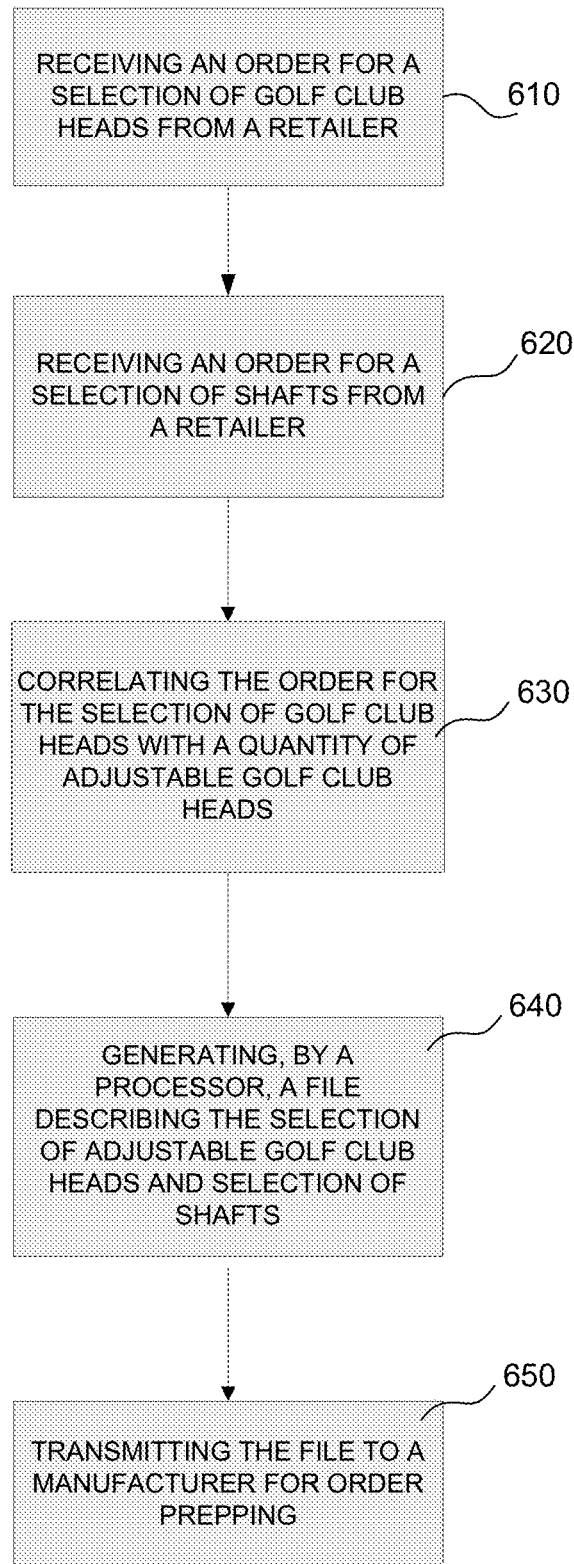 RECEIVING AN ORDER FOR A
SELECTION OF GOLF CLUB
HEADS FROM A RETAILER
610
RECEIVING AN ORDER FOR A
SELECTION OF SHAFTS FROM
A RETAILER
620
CORRELATING THE ORDER FOR
THE SELECTION OF GOLF CLUB
HEADS WITH A QUANTITY OF
ADJUSTABLE GOLF CLUB
HEADS
630
GENERATING, BY A
PROCESSOR, A FILE
DESCRIBING THE SELECTION
OF ADJUSTABLE GOLF CLUB
HEADS AND SELECTION OF
SHAFTS
640
TRANSMITTING THE FILE TO A
MANUFACTURER FOR ORDER
PREPPING
650